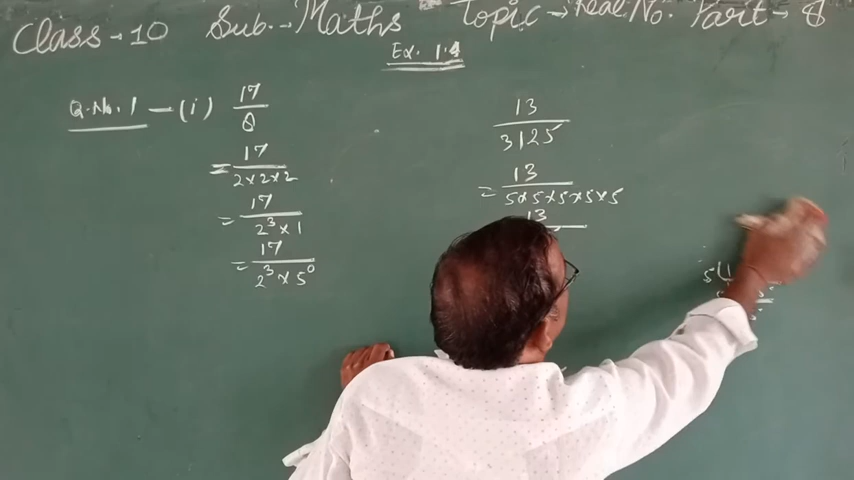 Class → 10 Sub. → Maths Topic → Real No. Part → 8
Ex. 1.4
Q. No. 1 — (i) 17/8
= 17/2×2×2
= 17/2³×1
= 17/2³×5⁰
13/3125
= 13/5×5×5×5×5
13